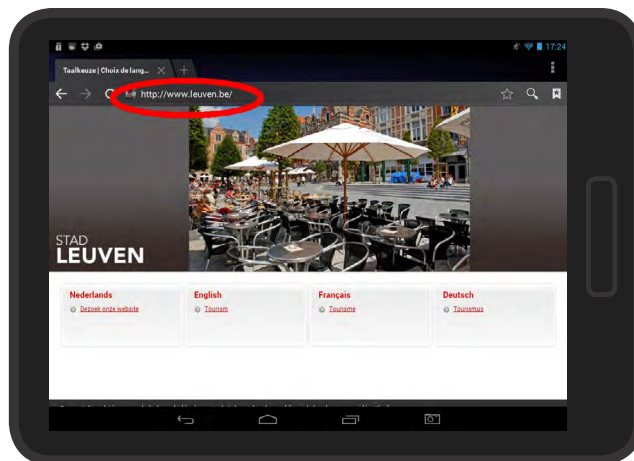 17:24
Taalkeuze | Choix de lang...
http://www.leuven.be/
STAD
LEUVEN
Nederlands
Bezoek onze website
English
Tourism
Français
Tourisme
Deutsch
Tourismus